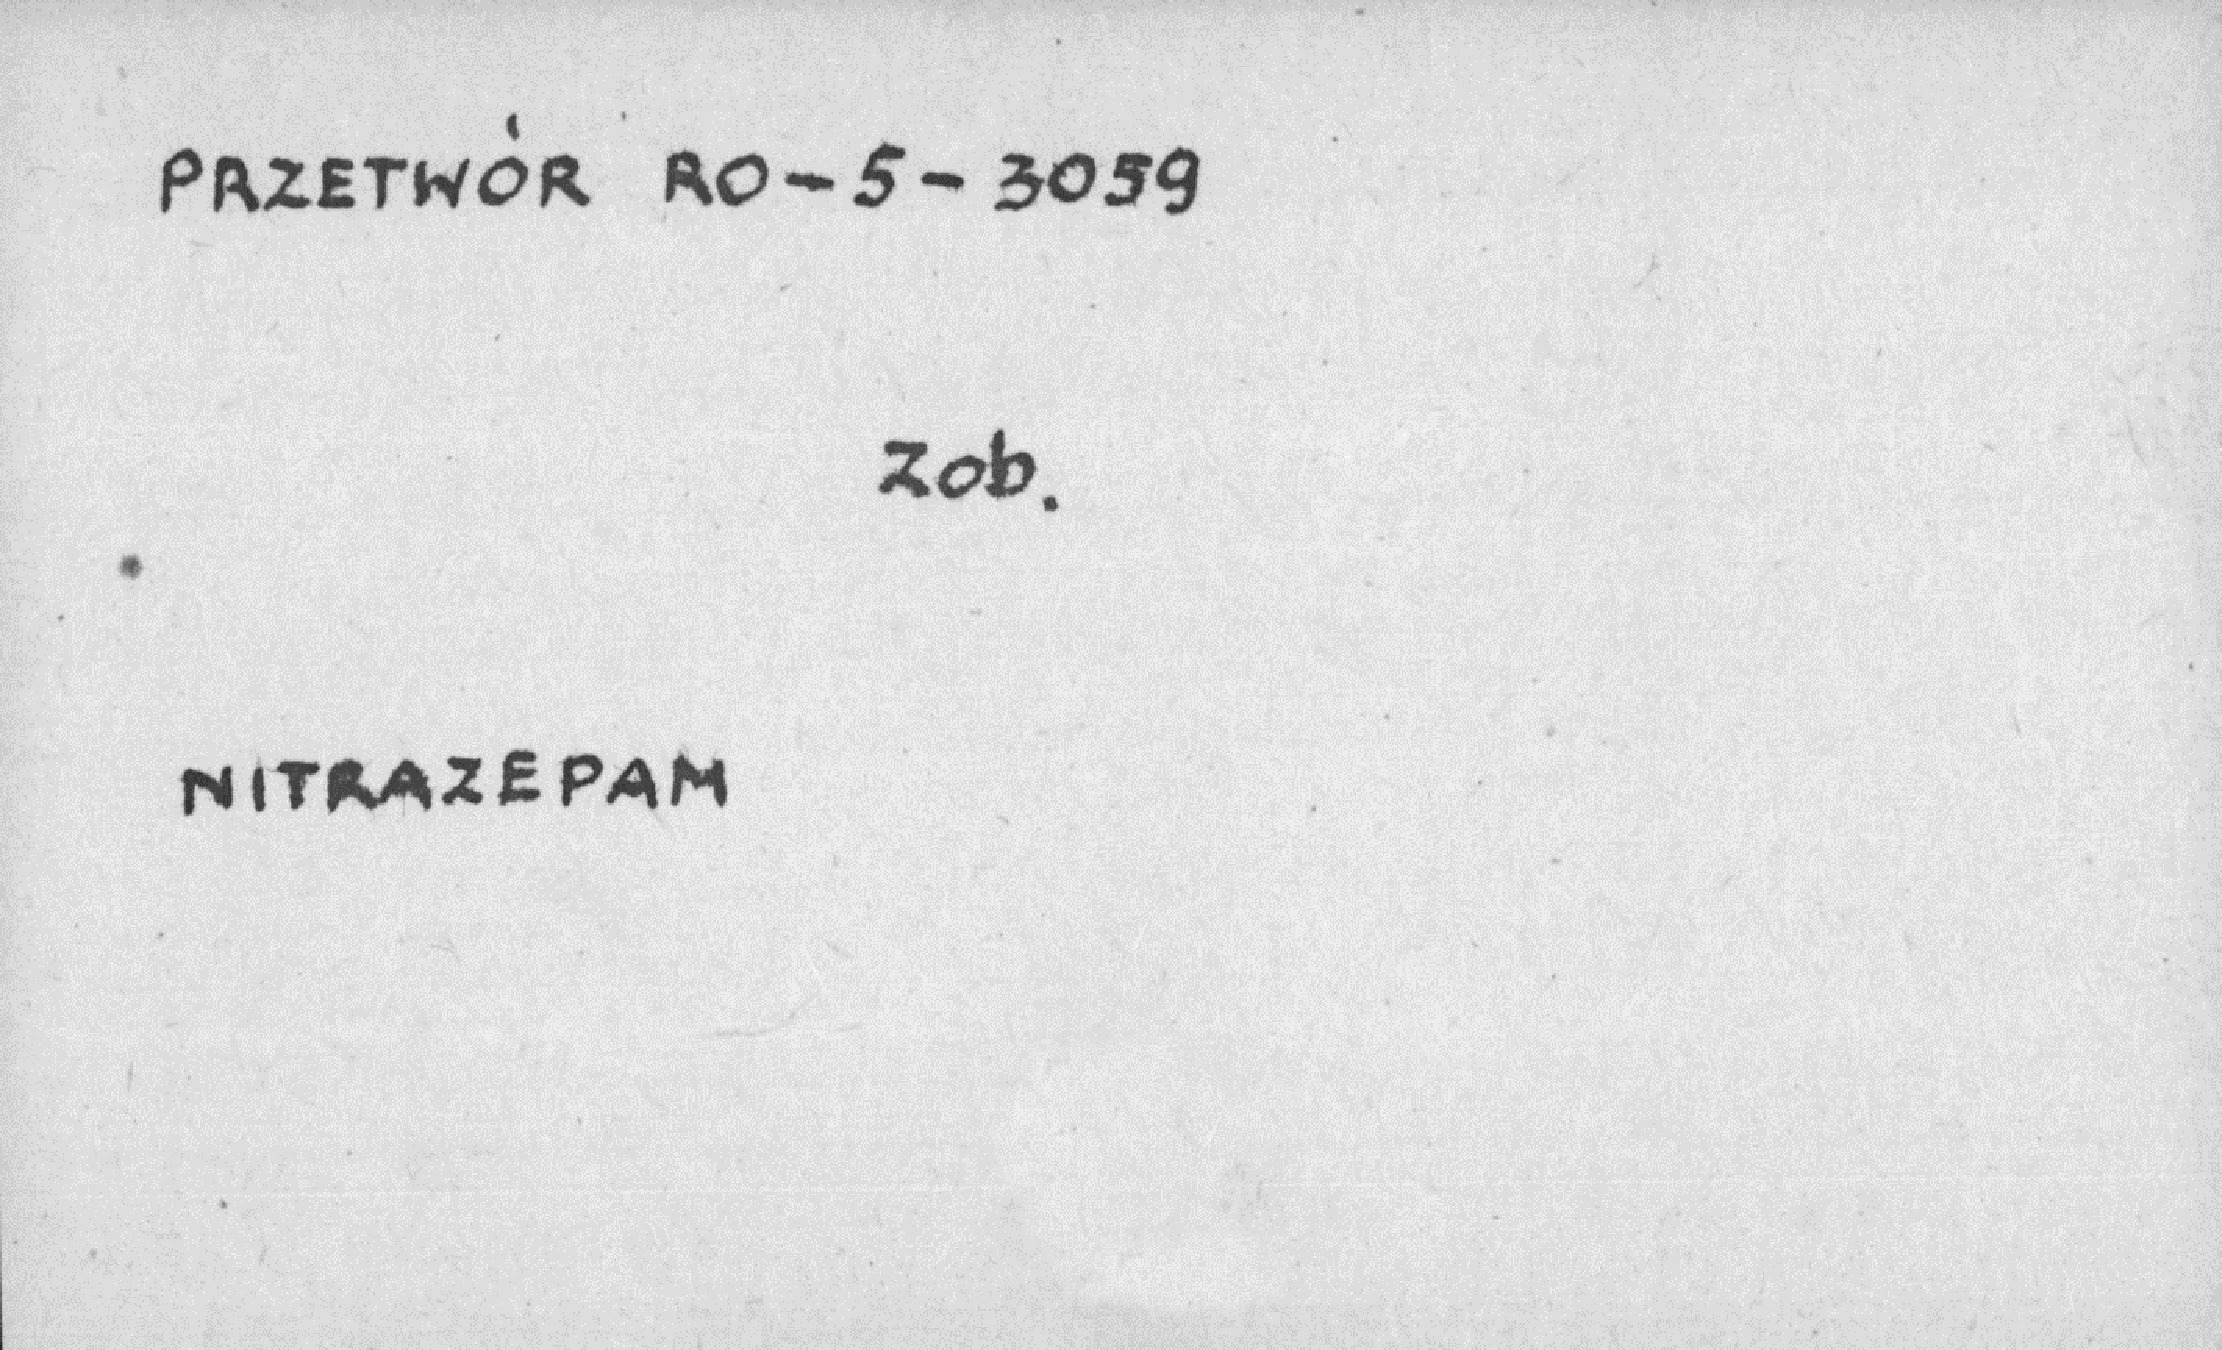 PRZETWÓR RO-5-3059
Zob.
NITRAZEPAM